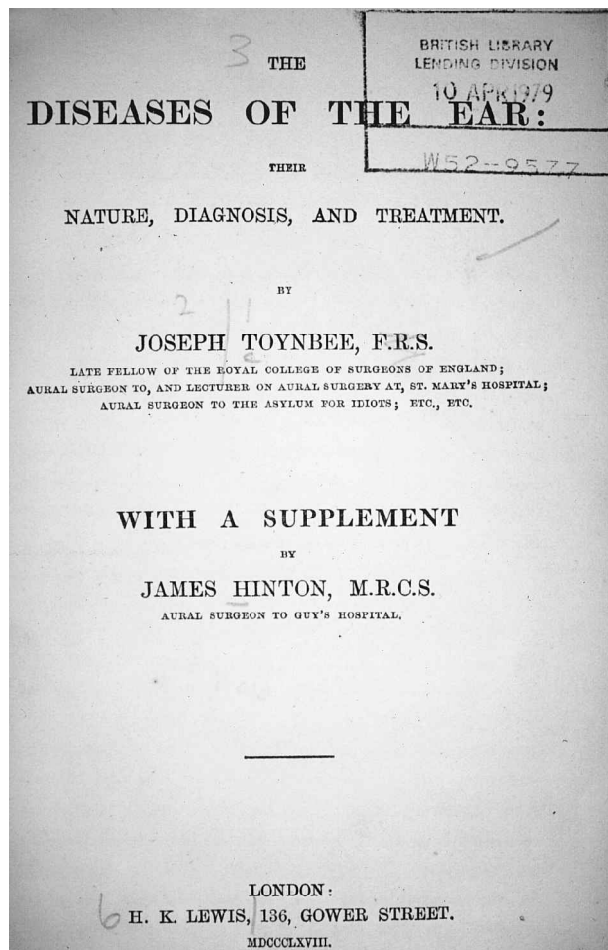 THE
DISEASES OF THE EAR:
THEIR
NATURE, DIAGNOSIS, AND TREATMENT.
BY
JOSEPH TOYNBEE, F.R.S.
LATE FELLOW OF THE ROYAL COLLEGE OF SURGEONS OF ENGLAND;
AURAL SURGEON TO, AND LECTURER ON AURAL SURGERY AT, ST. MARY'S HOSPITAL;
AURAL SURGEON TO THE ASYLUM FOR IDIOTS; ETC., ETC.
WITH A SUPPLEMENT
BY
JAMES HINTON, M.R.C.S.
AURAL SURGEON TO GUY'S HOSPITAL.
LONDON:
H. K. LEWIS, 136, GOWER STREET.
MDCCCLXVIII.
BRITISH LIBRARY
LENDING DIVISION
10 APR 1979
W52-9577
3
2
6